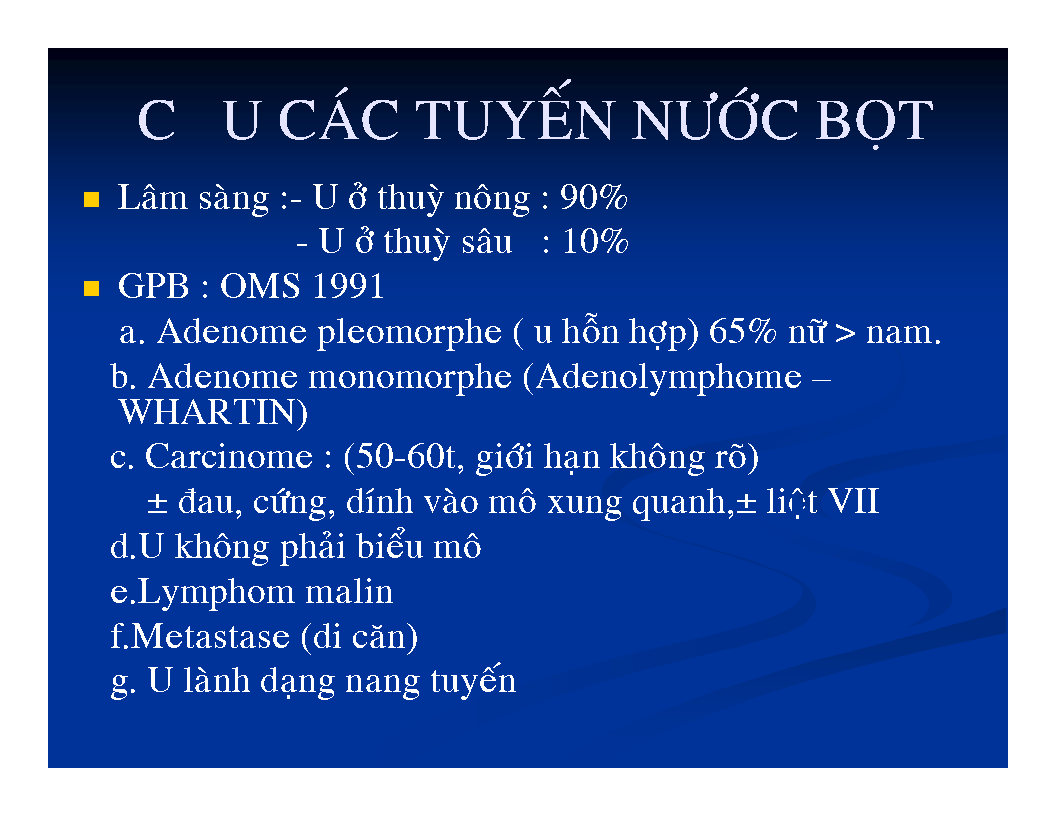 C U CÁC TUYẾN NƯỚC BỌT
Lâm sàng :- U ở thuỳ nông : 90%
- U ở thuỳ sâu : 10%
GPB : OMS 1991
a. Adenome pleomorphe ( u hỗn hợp) 65% nữ > nam.
b. Adenome monomorphe (Adenolymphome –
WHARTIN)
c. Carcinome : (50-60t, giới hạn không rõ)
± đau, cứng, dính vào mô xung quanh,± liệt VII
d.U không phải biểu mô
e.Lymphom malin
f.Metastase (di căn)
g. U lành dạng nang tuyến